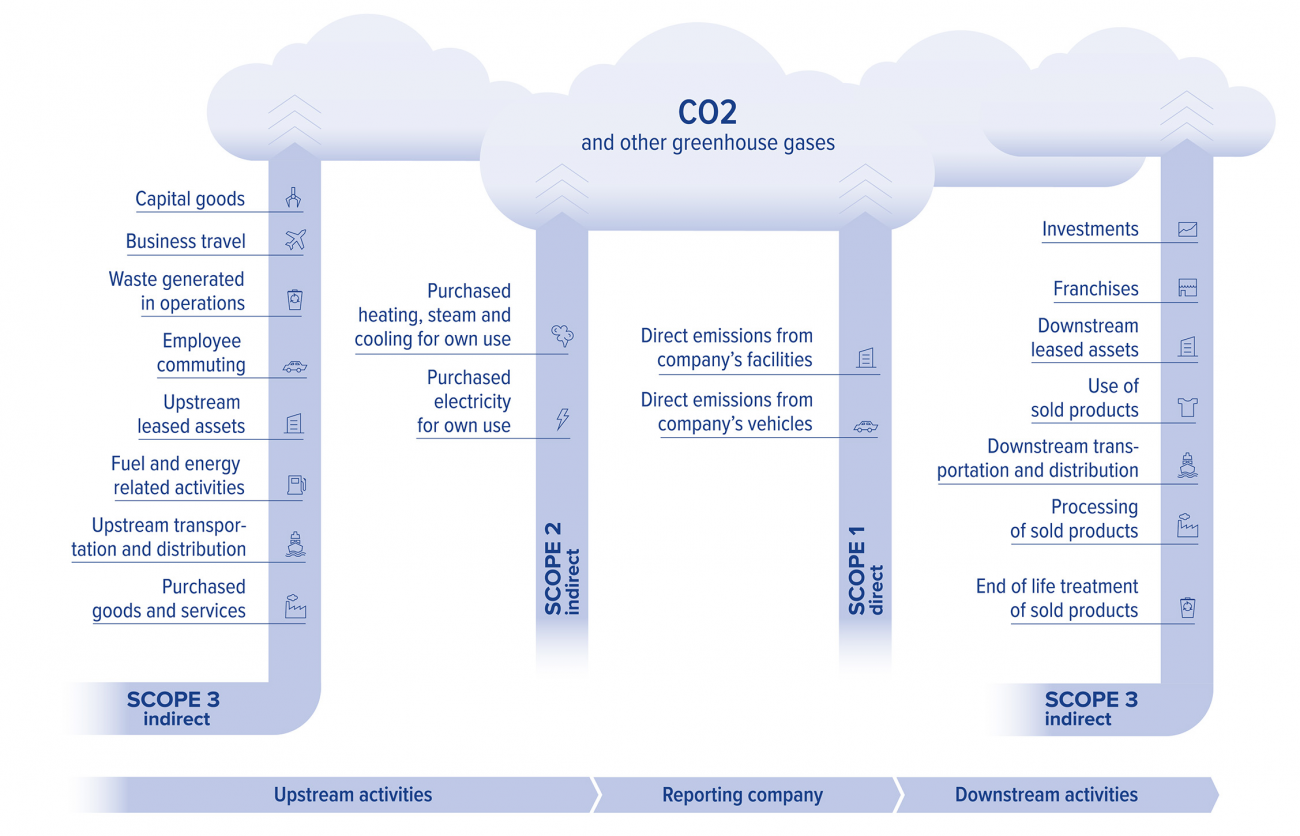 CO2
and other greenhouse gases
Capital goods
Business travel
Waste generated
in operations
Employee
commuting
Upstream
leased assets
Fuel and energy
related activities
Upstream transpor-
tation and distribution
Purchased
goods and services
SCOPE 3
indirect
Purchased
heating, steam and
cooling for own use
Purchased
electricity
for own use
SCOPE 2
indirect
Direct emissions from
company’s facilities
Direct emissions from
company’s vehicles
SCOPE 1
direct
Investments
Franchises
Downstream
leased assets
Use of
sold products
Downstream trans-
portation and distribution
Processing
of sold products
End of life treatment
of sold products
SCOPE 3
indirect
Upstream activities
Reporting company
Downstream activities